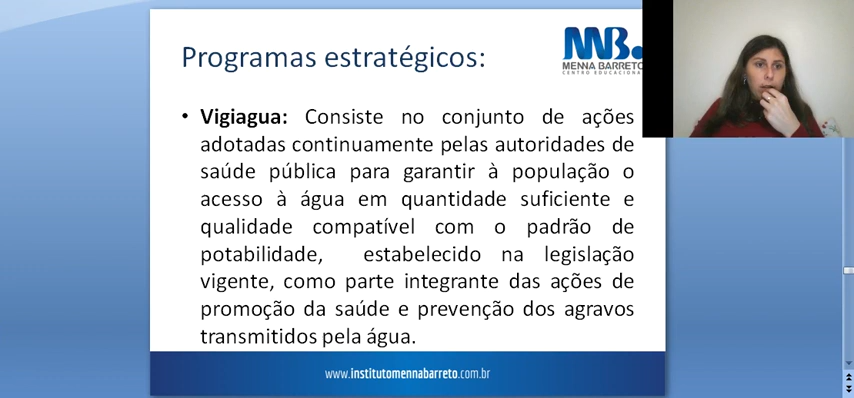 Programas estratégicos:
MB.
MENNA BARRETO
CENTRO EDUCACIONAL
• Vigiagua: Consiste no conjunto de ações
adotadas continuamente pelas autoridades de
saúde pública para garantir à população o
acesso à água em quantidade suficiente e
qualidade compatível com o padrão de
potabilidade, estabelecido na legislação
vigente, como parte integrante das ações de
promoção da saúde e prevenção dos agravos
transmitidos pela água.
www.institutomennabarreto.com.br